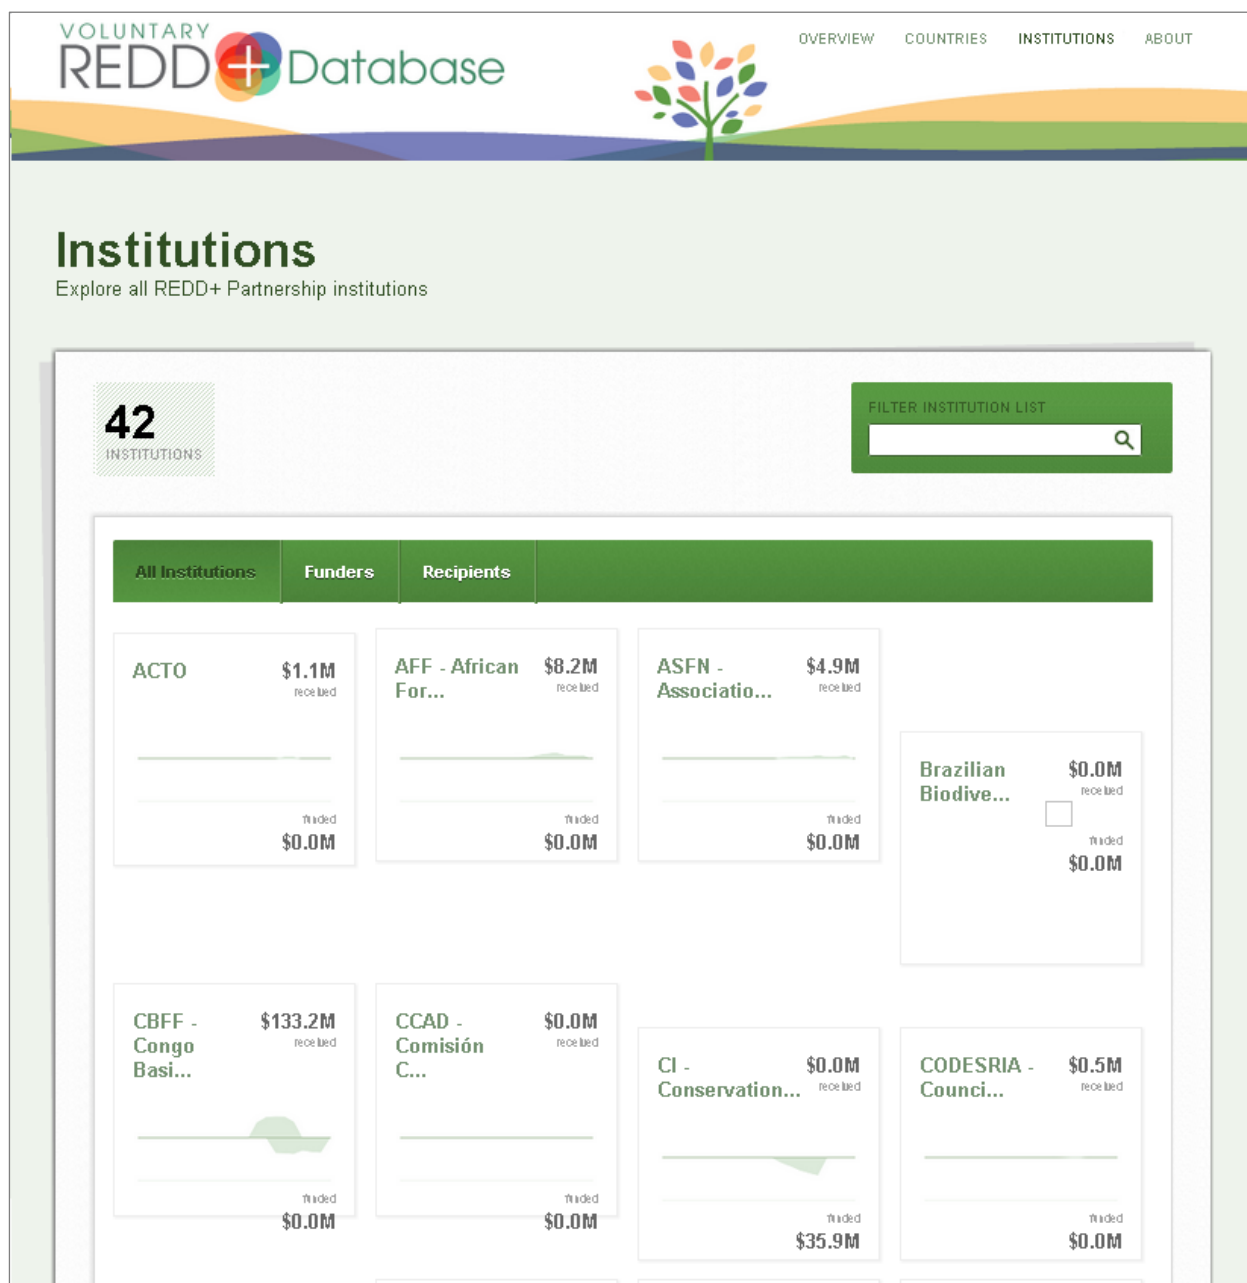 VOLUNTARY
REDD+ Database
OVERVIEW COUNTRIES INSTITUTIONS ABOUT
Institutions
Explore all REDD+ Partnership institutions
42
INSTITUTIONS
FILTER INSTITUTION LIST
All Institutions Funders Recipients
ACTO
$1.1M
received
funded
$0.0M
AFF - African
For...
$8.2M
received
funded
$0.0M
ASFN -
Associatio...
$4.9M
received
funded
$0.0M
Brazilian
Biodive...
$0.0M
received
funded
$0.0M
CBFF -
Congo
Basi...
$133.2M
received
funded
$0.0M
CCAD -
Comisión
C...
$0.0M
received
funded
$0.0M
CI -
Conservation...
$0.0M
received
funded
$35.9M
CODESRIA -
Counci...
$0.5M
received
funded
$0.0M